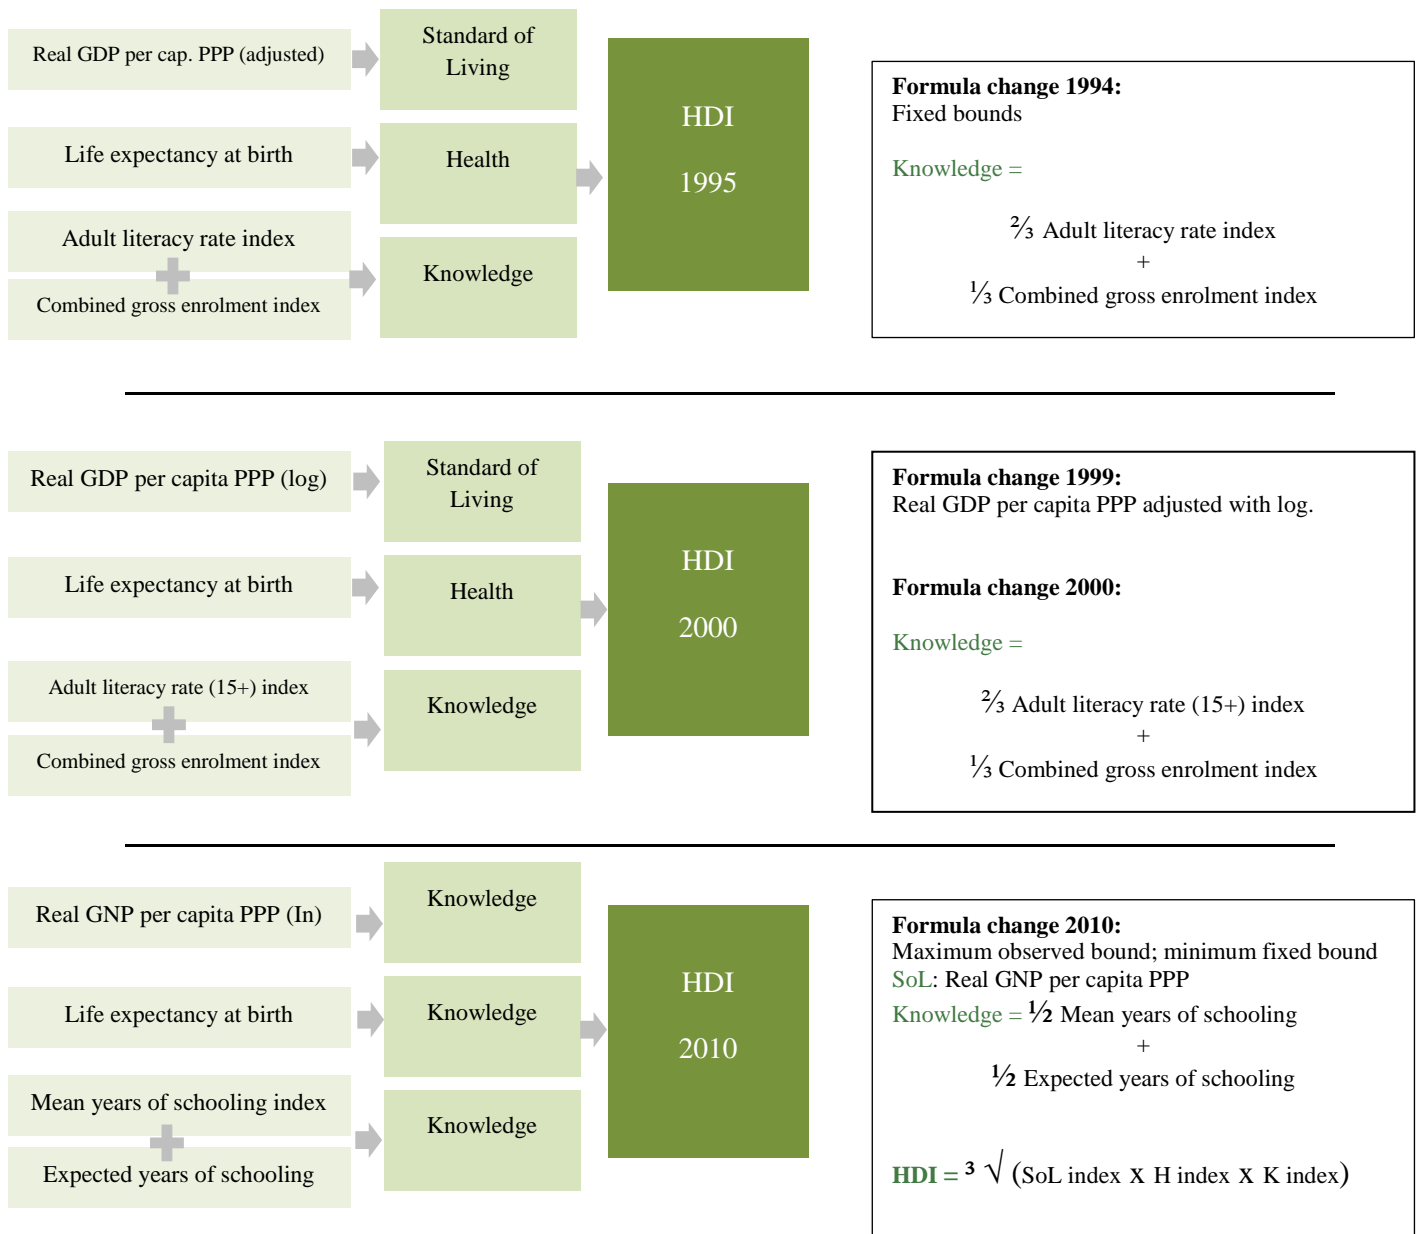 Real GDP per cap. PPP (adjusted)
Standard of
Living
Life expectancy at birth
Health
Adult literacy rate index
Combined gross enrolment index
Knowledge
HDI
1995
Formula change 1994:
Fixed bounds
Knowledge =
⅔ Adult literacy rate index
+
⅓ Combined gross enrolment index
Real GDP per capita PPP (log)
Standard of
Living
Life expectancy at birth
Health
Adult literacy rate (15+) index
Combined gross enrolment index
Knowledge
HDI
2000
Formula change 1999:
Real GDP per capita PPP adjusted with log.
Formula change 2000:
Knowledge =
⅔ Adult literacy rate (15+) index
+
⅓ Combined gross enrolment index
Real GNP per capita PPP (In)
Knowledge
Life expectancy at birth
Knowledge
Mean years of schooling index
Expected years of schooling
Knowledge
HDI
2010
Formula change 2010:
Maximum observed bound; minimum fixed bound
SoL: Real GNP per capita PPP
Knowledge = ½ Mean years of schooling
+
½ Expected years of schooling
HDI = ³ √ (SoL index X H index X K index)